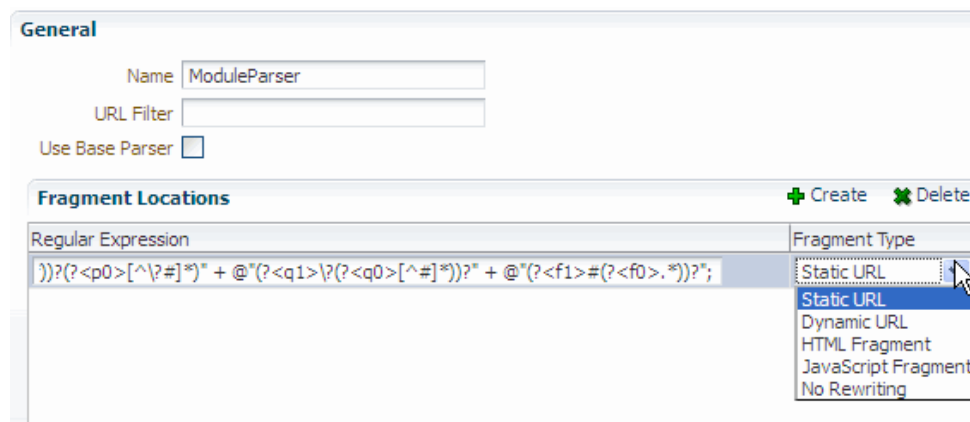 General
Name ModuleParser
URL Filter
Use Base Parser
Fragment Locations Create Delete
Regular Expression Fragment Type
))?(?<p0>[^\?#]*)" + @"(?<q1>\?(?<q0>[^#]*))?" + @"(?<f1>#(?<f0>.*))?"; Static URL
Static URL
Dynamic URL
HTML Fragment
JavaScript Fragment
No Rewriting